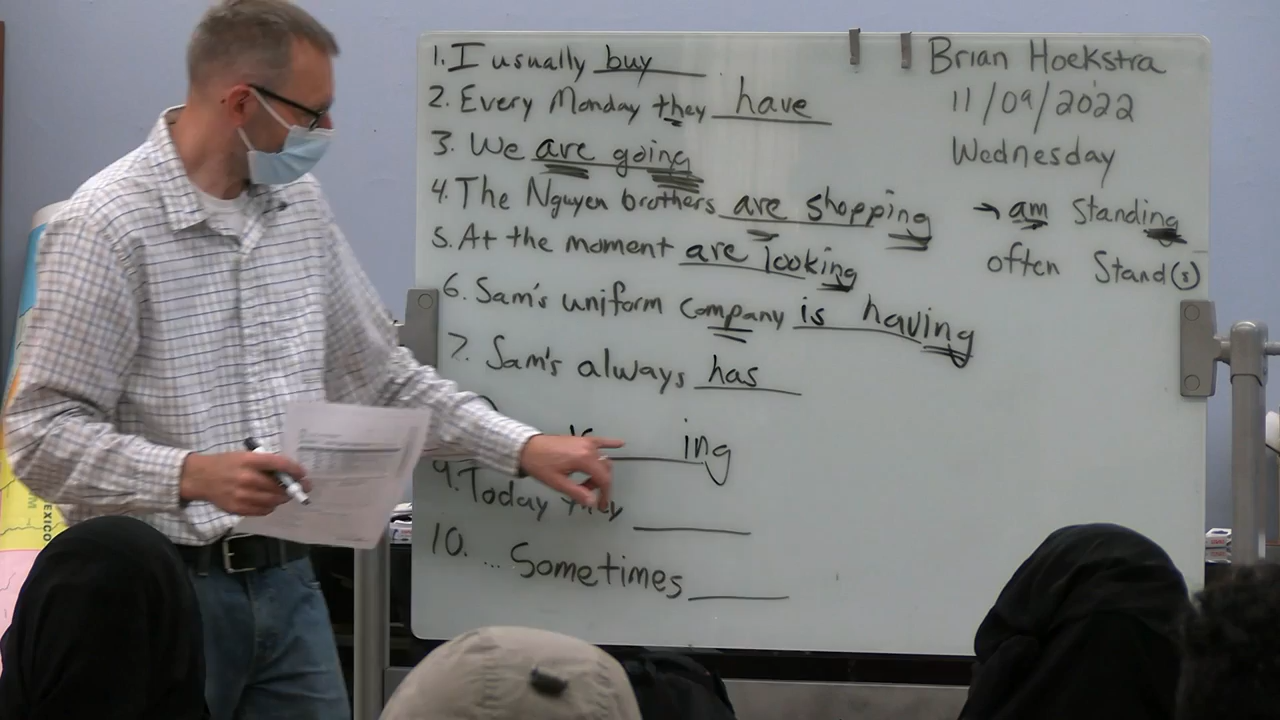 1. I usually buy
2. Every Monday they have
3. We are going
4. The Nguyen brothers are shopping
5. At the moment are looking
6. Sam's uniform company is having
7. Sam's always has
ing
9. Today they
10. ... Sometimes
Brian Hoekstra
11/09/2022
Wednesday
→ am standing
often Stand(s)
EXICO